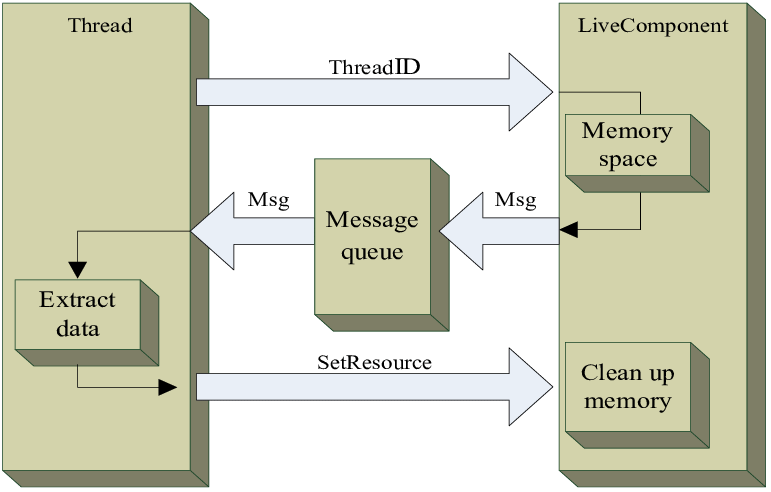 Thread
LiveComponent
ThreadID
Memory
space
Msg
Msg
Message
queue
Extract
data
SetResource
Clean up
memory